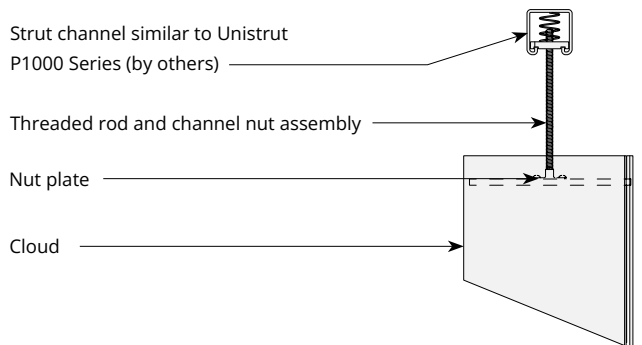 Strut channel similar to Unistrut
P1000 Series (by others)
Threaded rod and channel nut assembly
Nut plate
Cloud